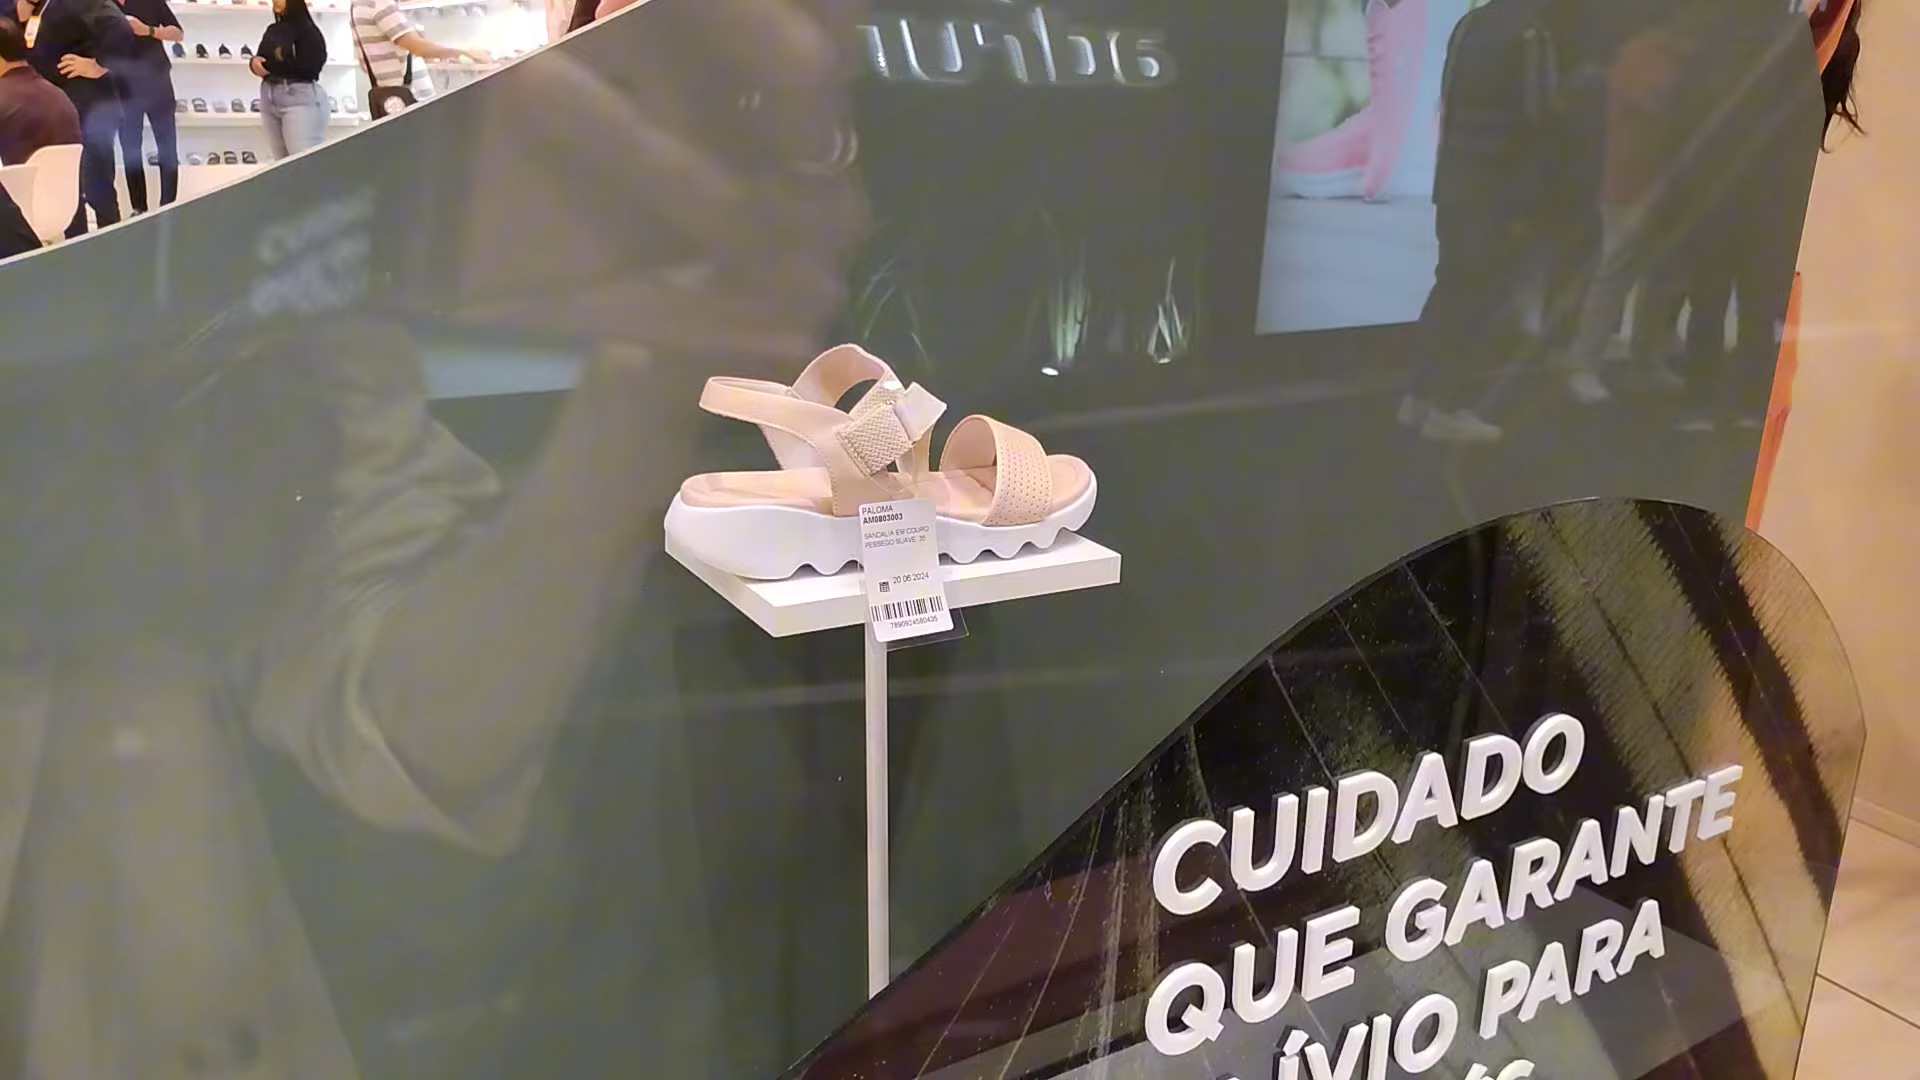 PALOMA
AM0803003
SANDALIA EM COURO
PESSEGO SUAVE, 35
20 06 2024
7890924580435
CUIDADO
QUE GARANTE
ALÍVIO PARA